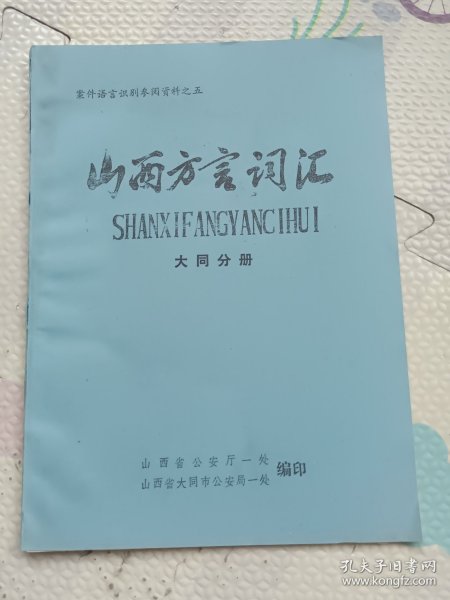 案件语言识别参阅资料之五
山西方言词汇
SHANXIFANGYANCIHUI
大同分册
山西省公安厅一处
山西省大同市公安局一处
编印
孔夫子旧书网
www.kongfz.com